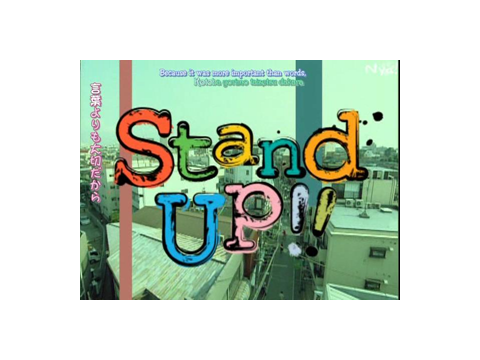 Because it was more important than words,
Kotoba yorimo taisetsu dakara
言葉よりも大切だから
Stand
UP!!